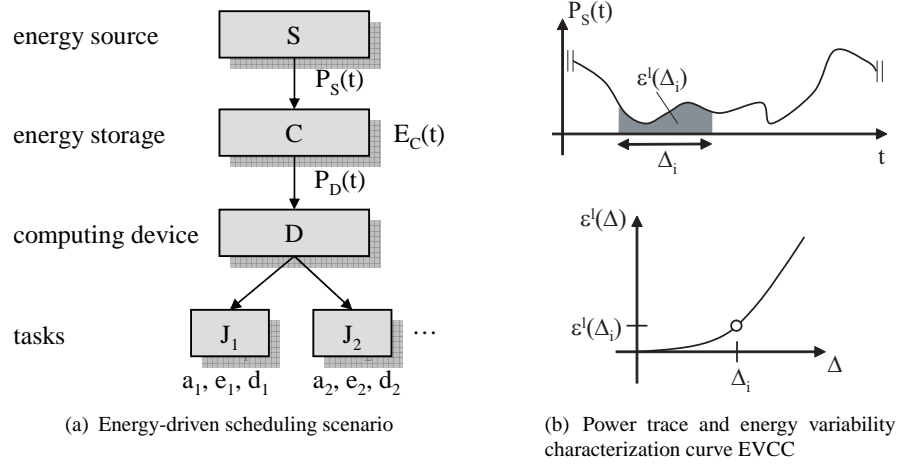 energy source
S
P_S(t)
energy storage
C
E_C(t)
P_D(t)
computing device
D
tasks
J_1
J_2
...
a_1, e_1, d_1
a_2, e_2, d_2
(a) Energy-driven scheduling scenario
P_S(t)
ε^l(Δ_i)
Δ_i
t
ε^l(Δ)
ε^l(Δ_i)
Δ_i
Δ
(b) Power trace and energy variability
characterization curve EVCC